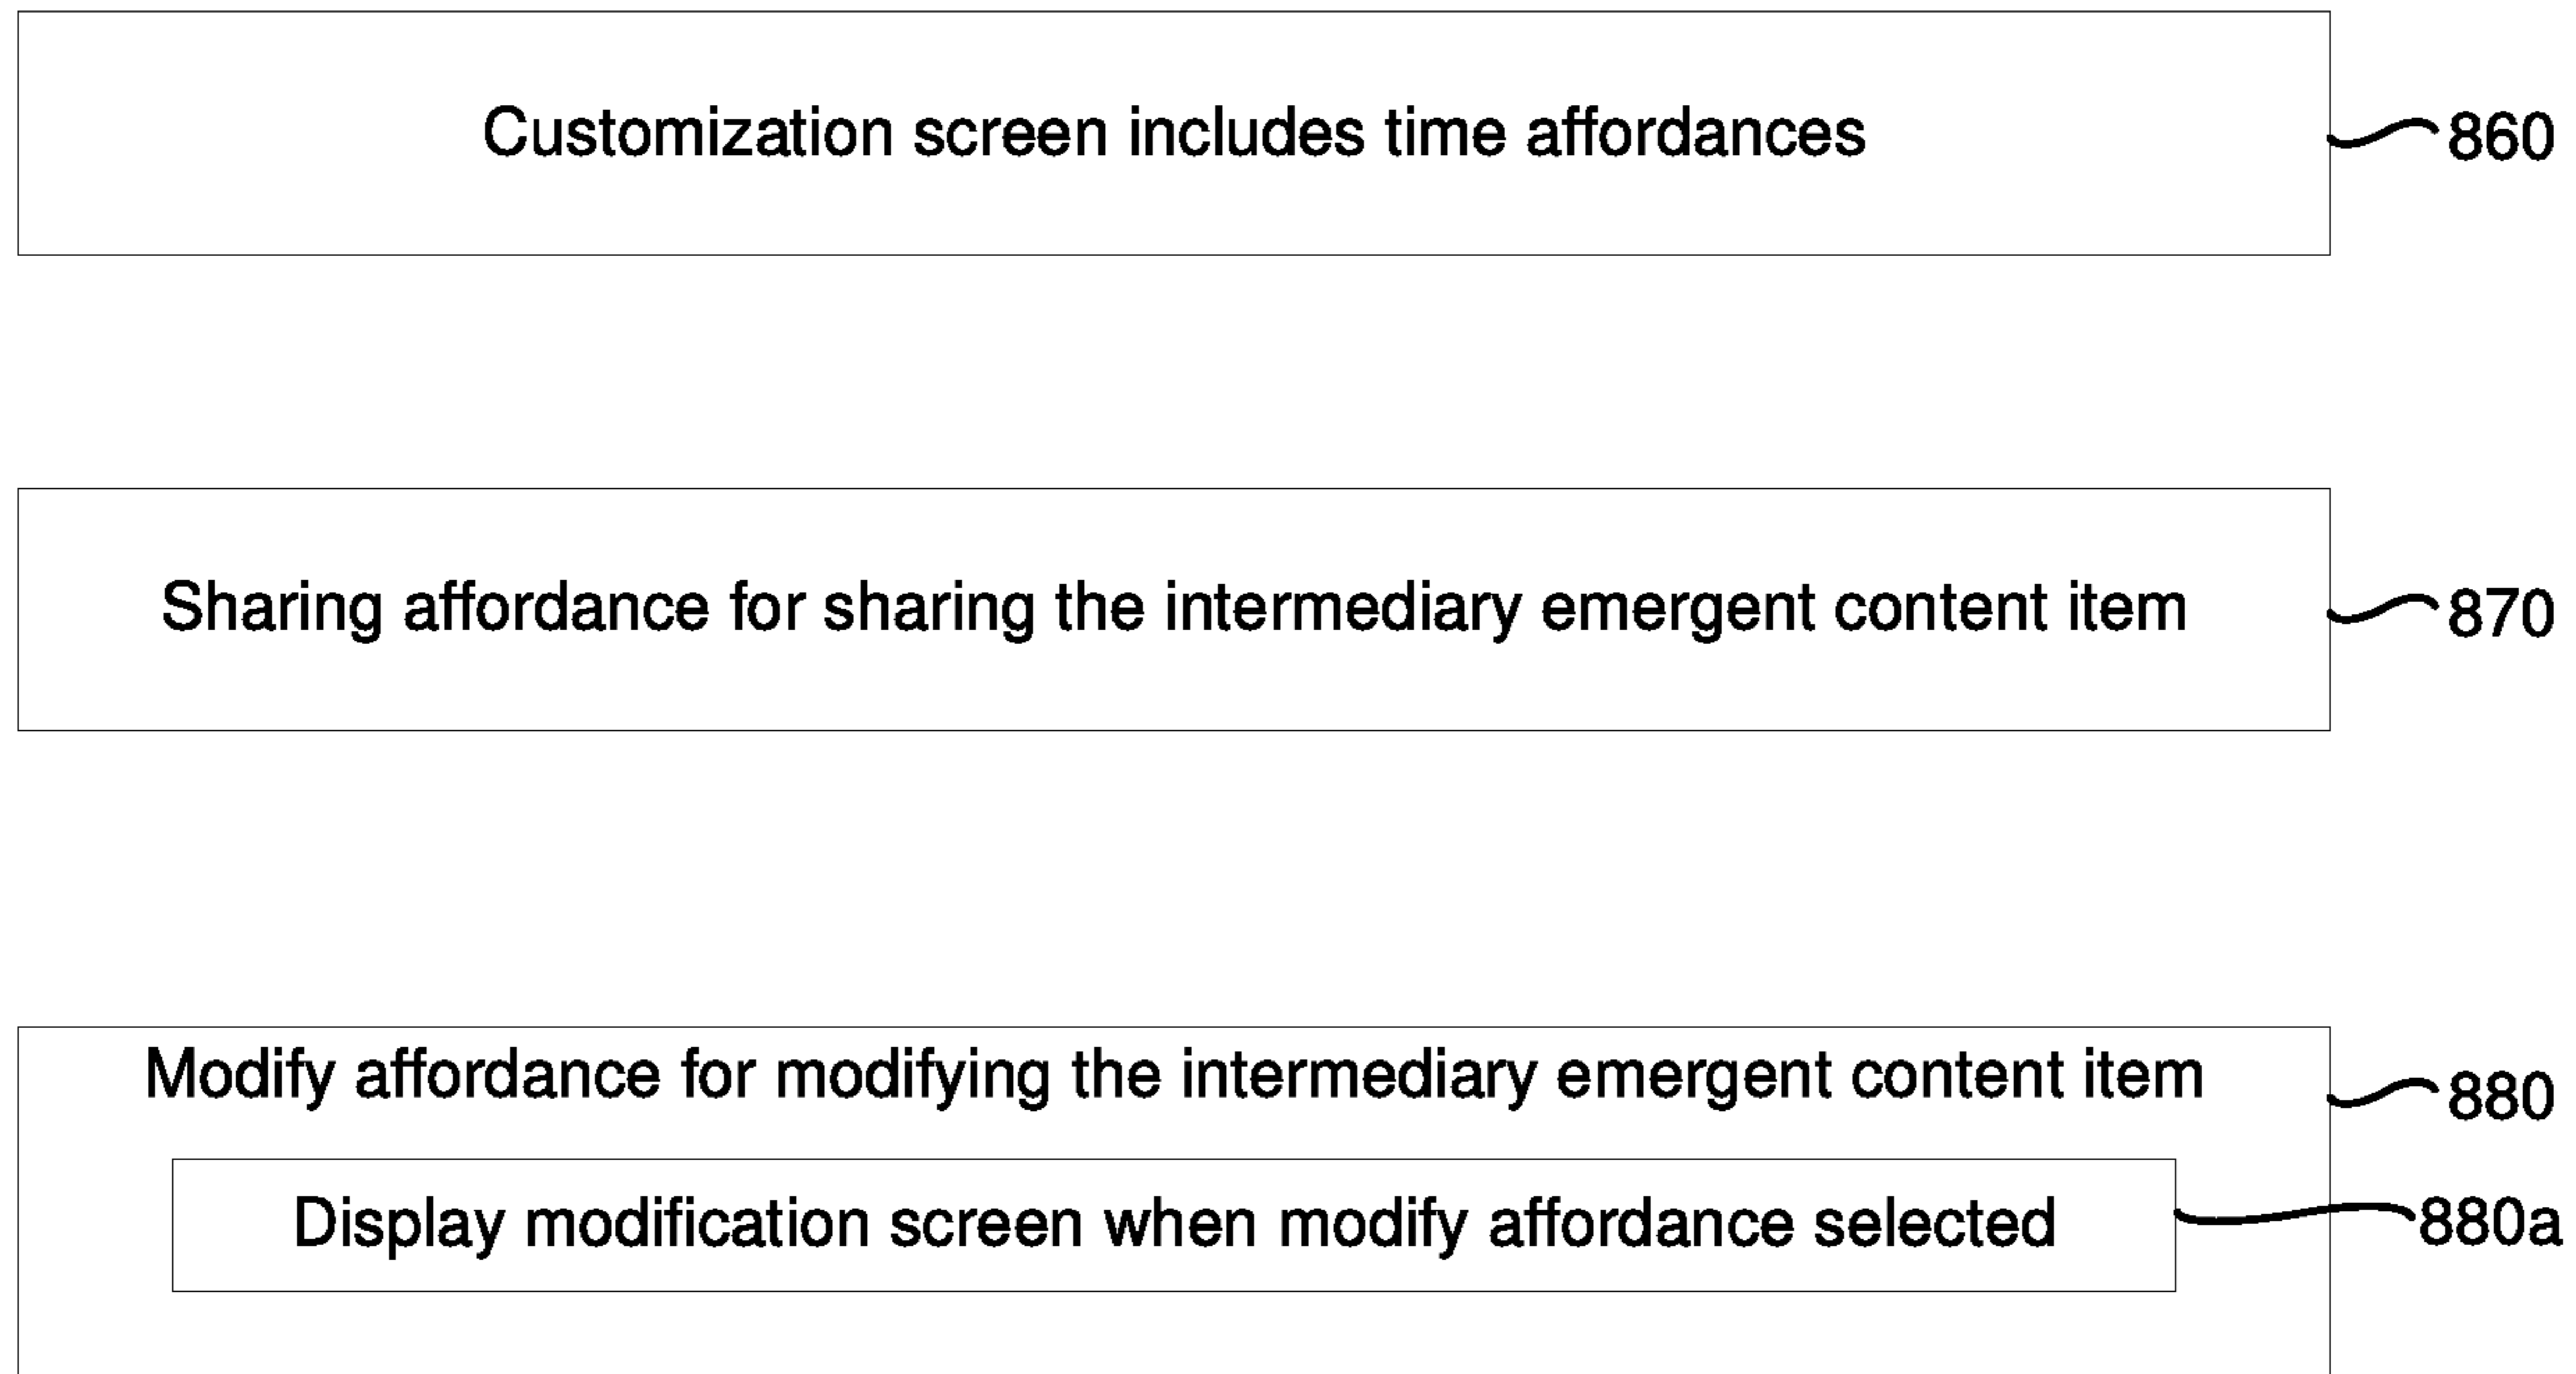 Customization screen includes time affordances
860
Sharing affordance for sharing the intermediary emergent content item
870
Modify affordance for modifying the intermediary emergent content item
880
Display modification screen when modify affordance selected
880a